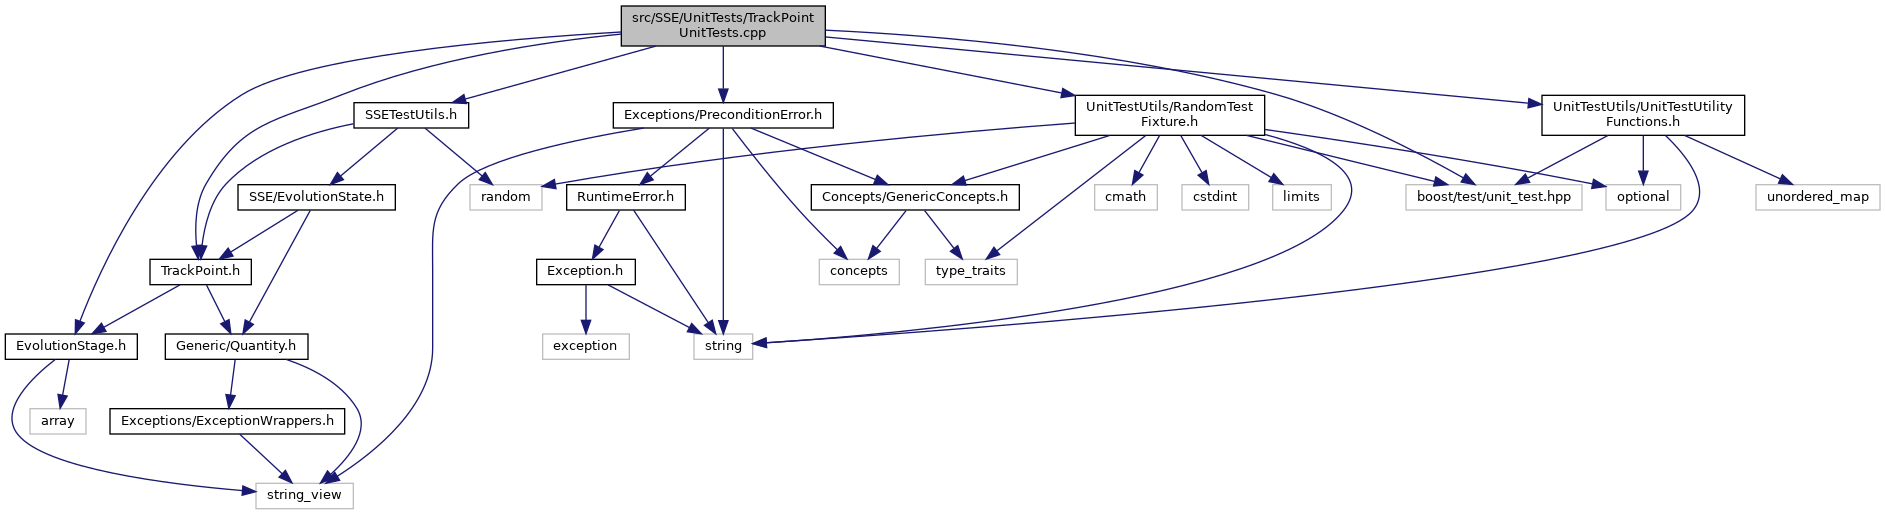 src/SSE/UnitTests/TrackPoint
UnitTests.cpp
SSETestUtils.h
Exceptions/PreconditionError.h
UnitTestUtils/RandomTest
Fixture.h
UnitTestUtils/UnitTestUtility
Functions.h
SSE/EvolutionState.h
random
RuntimeError.h
Concepts/GenericConcepts.h
cmath
cstdint
limits
boost/test/unit_test.hpp
optional
unordered_map
TrackPoint.h
Exception.h
concepts
type_traits
EvolutionStage.h
Generic/Quantity.h
exception
string
array
Exceptions/ExceptionWrappers.h
string_view